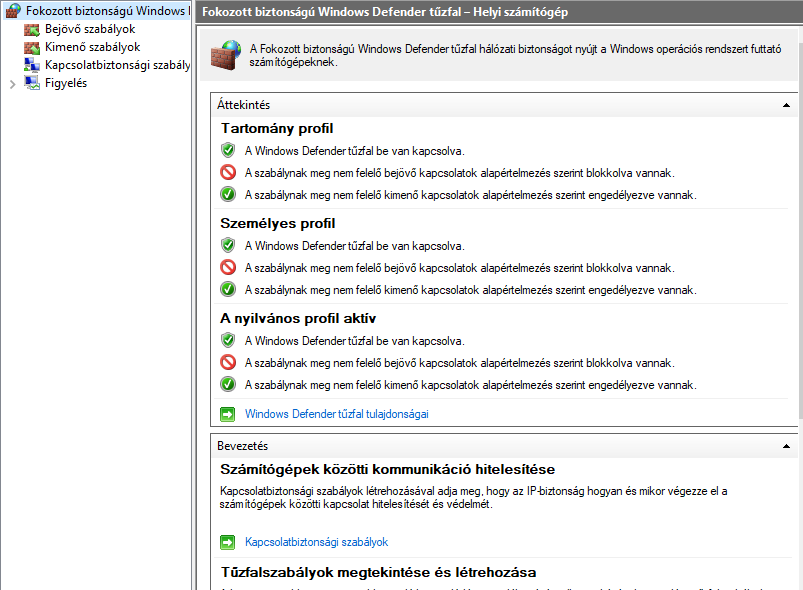 Fokozott biztonságú Windows
Bejövő szabályok
Kimenő szabályok
Kapcsolatbiztonsági szabály
Figyelés
Fokozott biztonságú Windows Defender tűzfal – Helyi számítógép
A Fokozott biztonságú Windows Defender tűzfal hálózati biztonságot nyújt a Windows operációs rendszert futtató
számítógépeknek.
Áttekintés
Tartomány profil
A Windows Defender tűzfal be van kapcsolva.
A szabálynak meg nem felelő bejövő kapcsolatok alapértelmezés szerint blokkolva vannak.
A szabálynak meg nem felelő kimenő kapcsolatok alapértelmezés szerint engedélyezve vannak.
Személyes profil
A Windows Defender tűzfal be van kapcsolva.
A szabálynak meg nem felelő bejövő kapcsolatok alapértelmezés szerint blokkolva vannak.
A szabálynak meg nem felelő kimenő kapcsolatok alapértelmezés szerint engedélyezve vannak.
A nyilvános profil aktív
A Windows Defender tűzfal be van kapcsolva.
A szabálynak meg nem felelő bejövő kapcsolatok alapértelmezés szerint blokkolva vannak.
A szabálynak meg nem felelő kimenő kapcsolatok alapértelmezés szerint engedélyezve vannak.
Windows Defender tűzfal tulajdonságai
Bevezetés
Számítógépek közötti kommunikáció hitelesítése
Kapcsolatbiztonsági szabályok létrehozásával adja meg, hogy az IP-biztonság hogyan és mikor végezze el a
számítógépek közötti kapcsolat hitelesítését és védelmét.
Kapcsolatbiztonsági szabályok
Tűzfalszabályok megtekintése és létrehozása